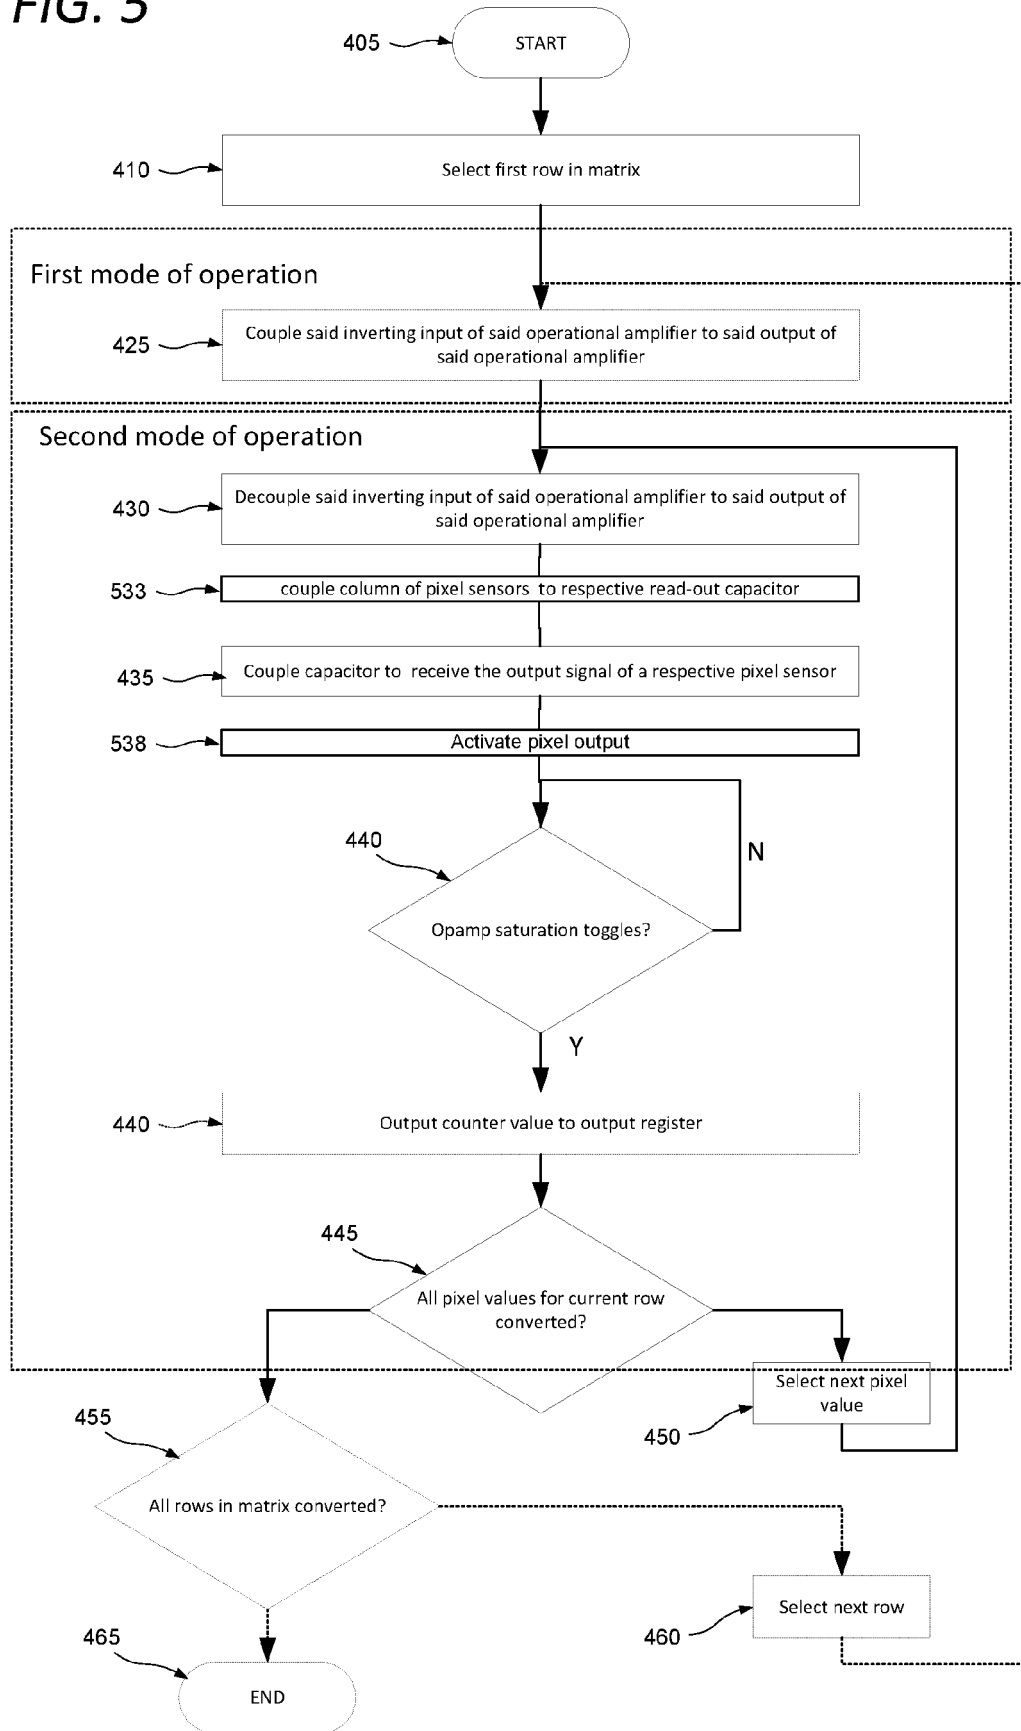 FIG. 5
405
START
410
Select first row in matrix
First mode of operation
425
Couple said inverting input of said operational amplifier to said output of
said operational amplifier
Second mode of operation
430
Decouple said inverting input of said operational amplifier to said output of
said operational amplifier
533
couple column of pixel sensors to respective read-out capacitor
435
Couple capacitor to receive the output signal of a respective pixel sensor
538
Activate pixel output
440
N
Opamp saturation toggles?
Y
440
Output counter value to output register
445
All pixel values for current row
converted?
Select next pixel
value
450
455
All rows in matrix converted?
Select next row
460
465
END